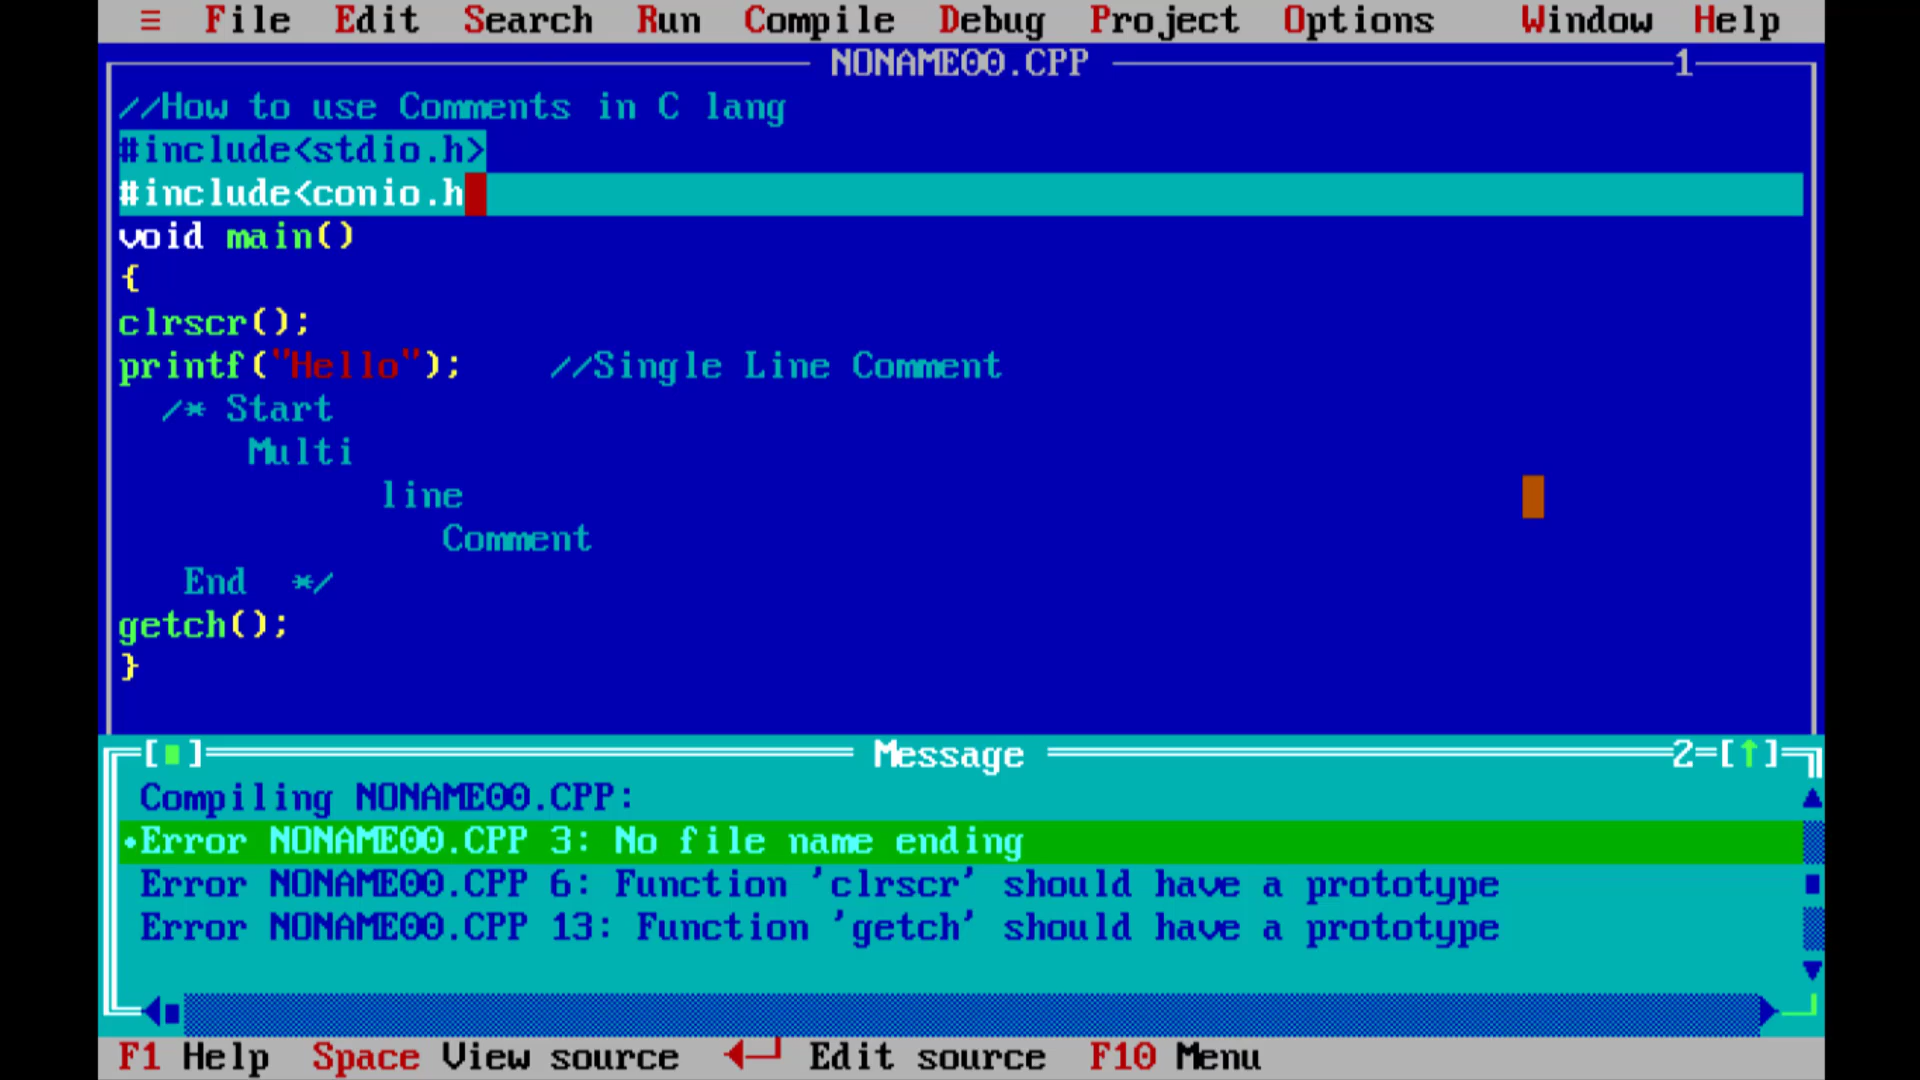 ≡ File Edit Search Run Compile Debug Project Options Window Help
NONAME00.CPP 1
//How to use Comments in C lang
#include<stdio.h>
#include<conio.h
void main()
{
clrscr();
printf("Hello"); //Single Line Comment
/* Start
Multi
line
Comment
End */
getch();
}
[■] Message 2=[↑]
Compiling NONAME00.CPP:
•Error NONAME00.CPP 3: No file name ending
Error NONAME00.CPP 6: Function 'clrscr' should have a prototype
Error NONAME00.CPP 13: Function 'getch' should have a prototype
F1 Help Space View source ◄─┘ Edit source F10 Menu